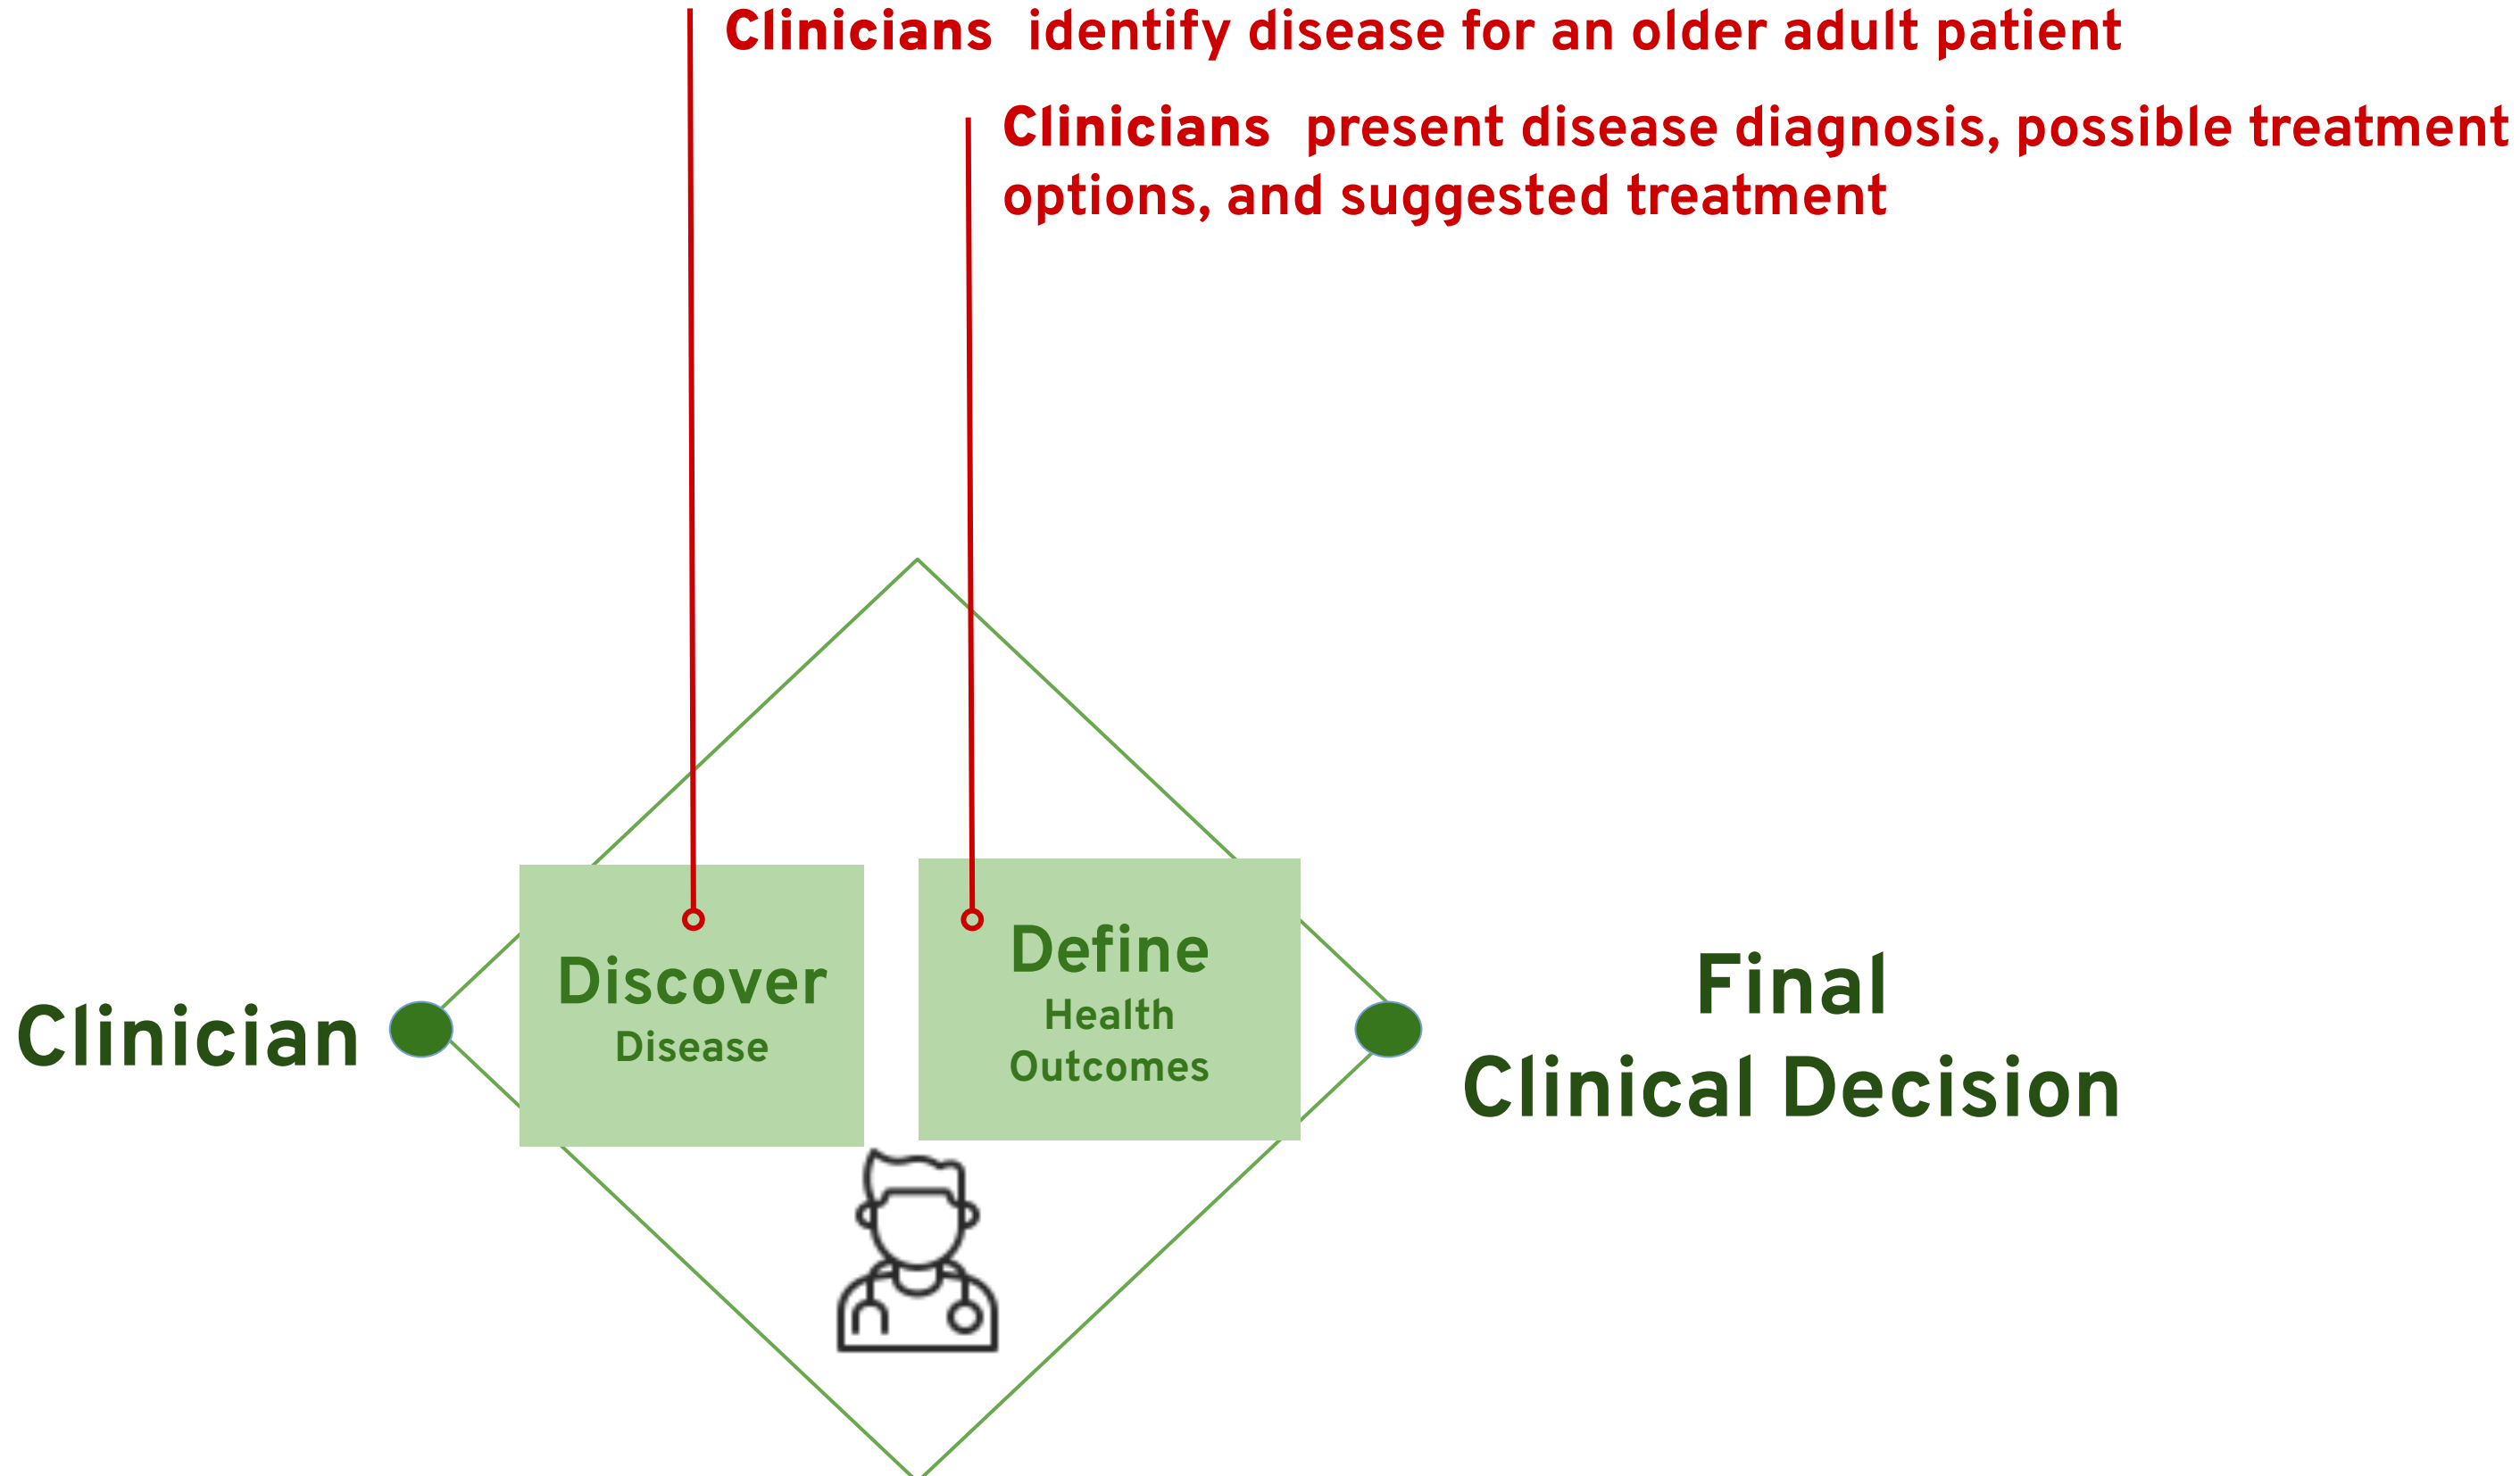 Clinicians identify disease for an older adult patient
Clinicians present disease diagnosis, possible treatment
options, and suggested treatment
Clinician
Discover
Disease
Define
Health
Outcomes
Final
Clinical Decision